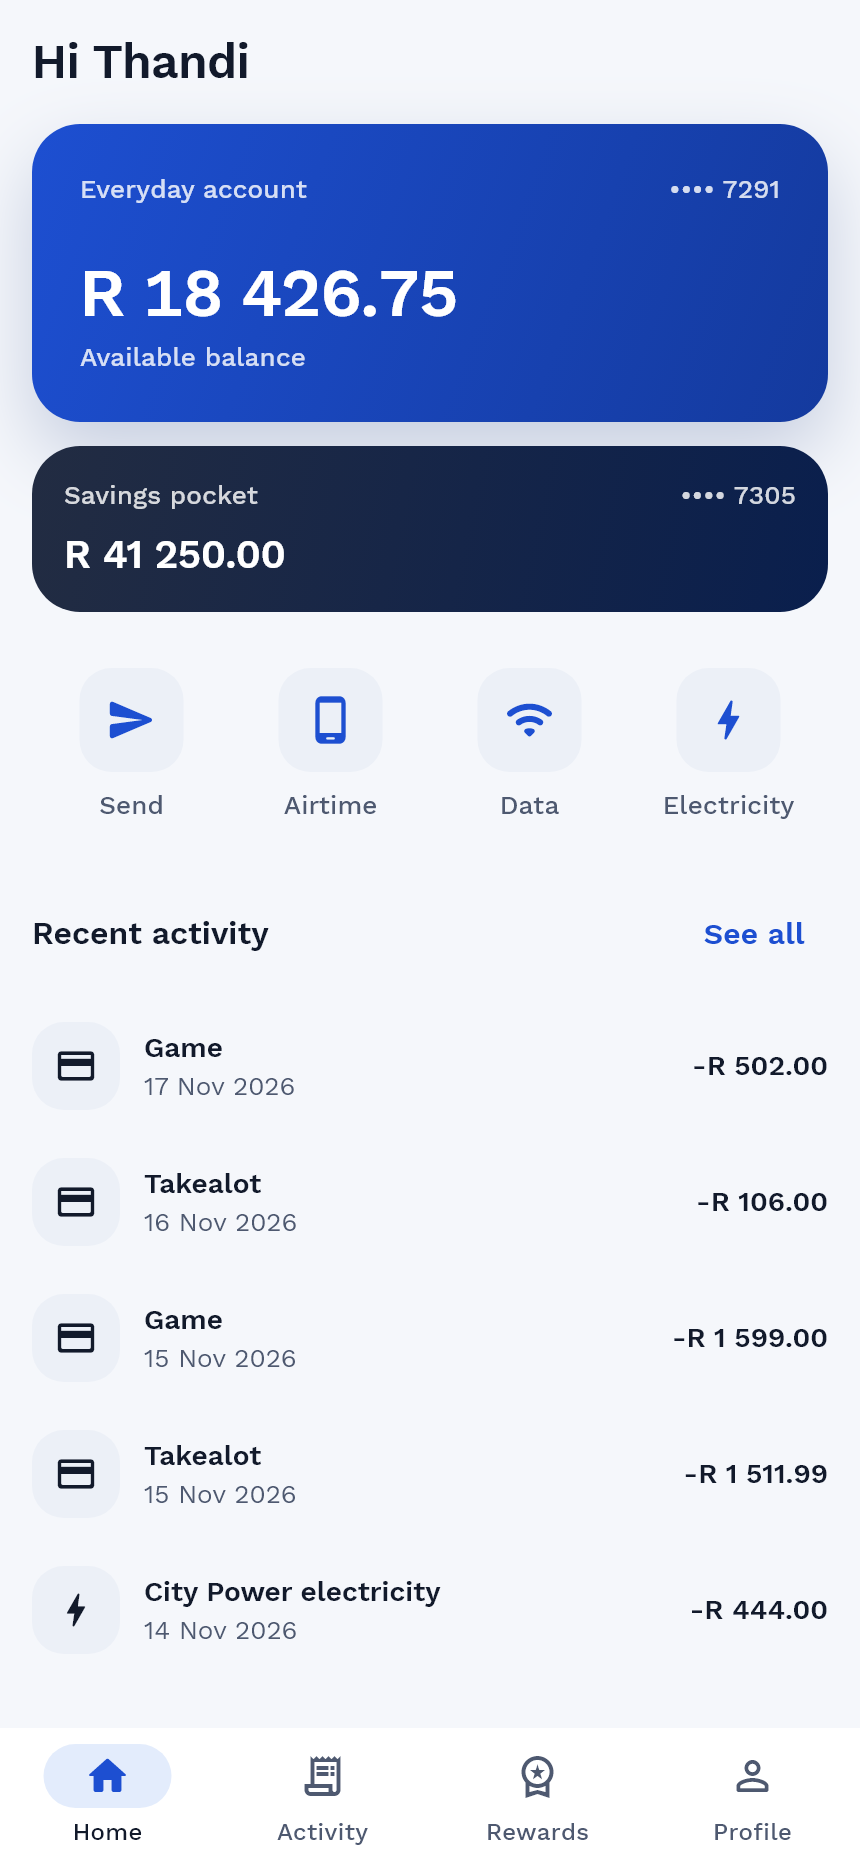 Hi Thandi
Everyday account •••• 7291
R 18 426.75
Available balance
Savings pocket •••• 7305
R 41 250.00
Send Airtime Data Electricity
Recent activity See all
Game
17 Nov 2026
-R 502.00
Takealot
16 Nov 2026
-R 106.00
Game
15 Nov 2026
-R 1 599.00
Takealot
15 Nov 2026
-R 1 511.99
City Power electricity
14 Nov 2026
-R 444.00
Home Activity Rewards Profile